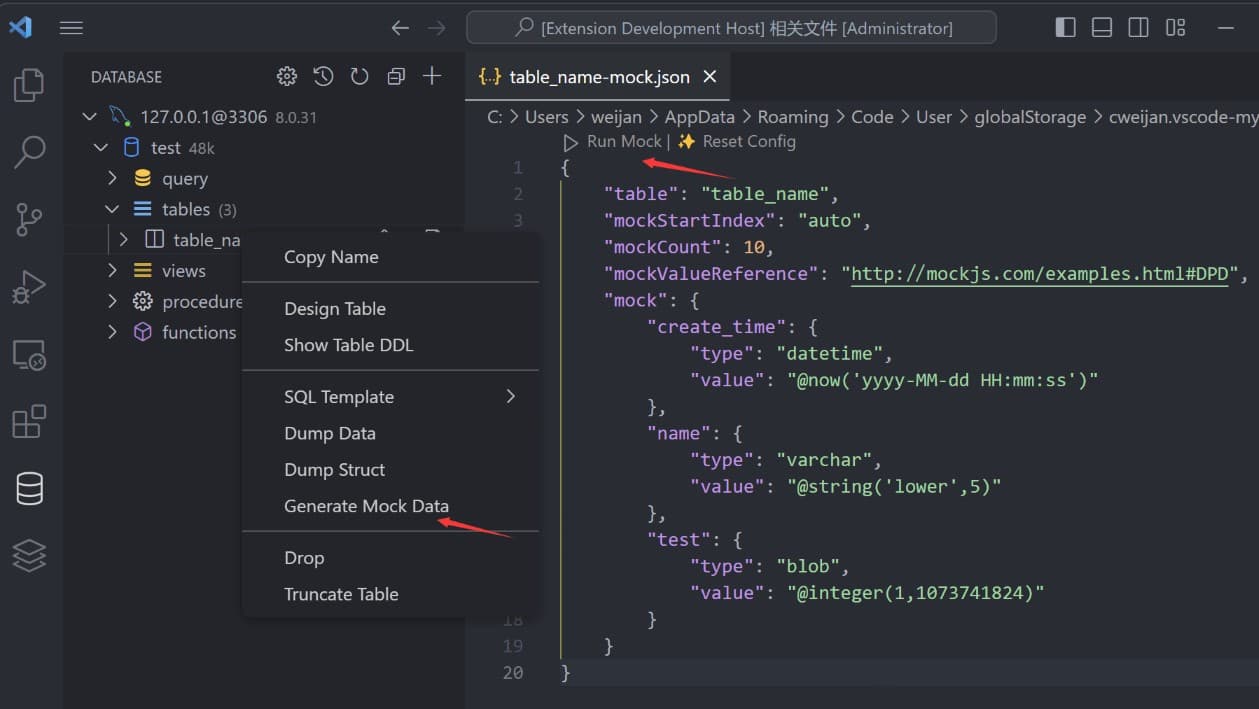 [Extension Development Host] 相关文件 [Administrator]
DATABASE
127.0.0.1@3306 8.0.31
test 48k
query
tables (3)
table_na
views
procedure
functions
Copy Name
Design Table
Show Table DDL
SQL Template
Dump Data
Dump Struct
Generate Mock Data
Drop
Truncate Table
{..} table_name-mock.json
C: > Users > weijan > AppData > Roaming > Code > User > globalStorage > cweijan.vscode-my
Run Mock | Reset Config
1 {
2 "table": "table_name",
3 "mockStartIndex": "auto",
"mockCount": 10,
"mockValueReference": "http://mockjs.com/examples.html#DPD",
"mock": {
"create_time": {
"type": "datetime",
"value": "@now('yyyy-MM-dd HH:mm:ss')"
},
"name": {
"type": "varchar",
"value": "@string('lower',5)"
},
"test": {
"type": "blob",
"value": "@integer(1,1073741824)"
18 }
19 }
20 }